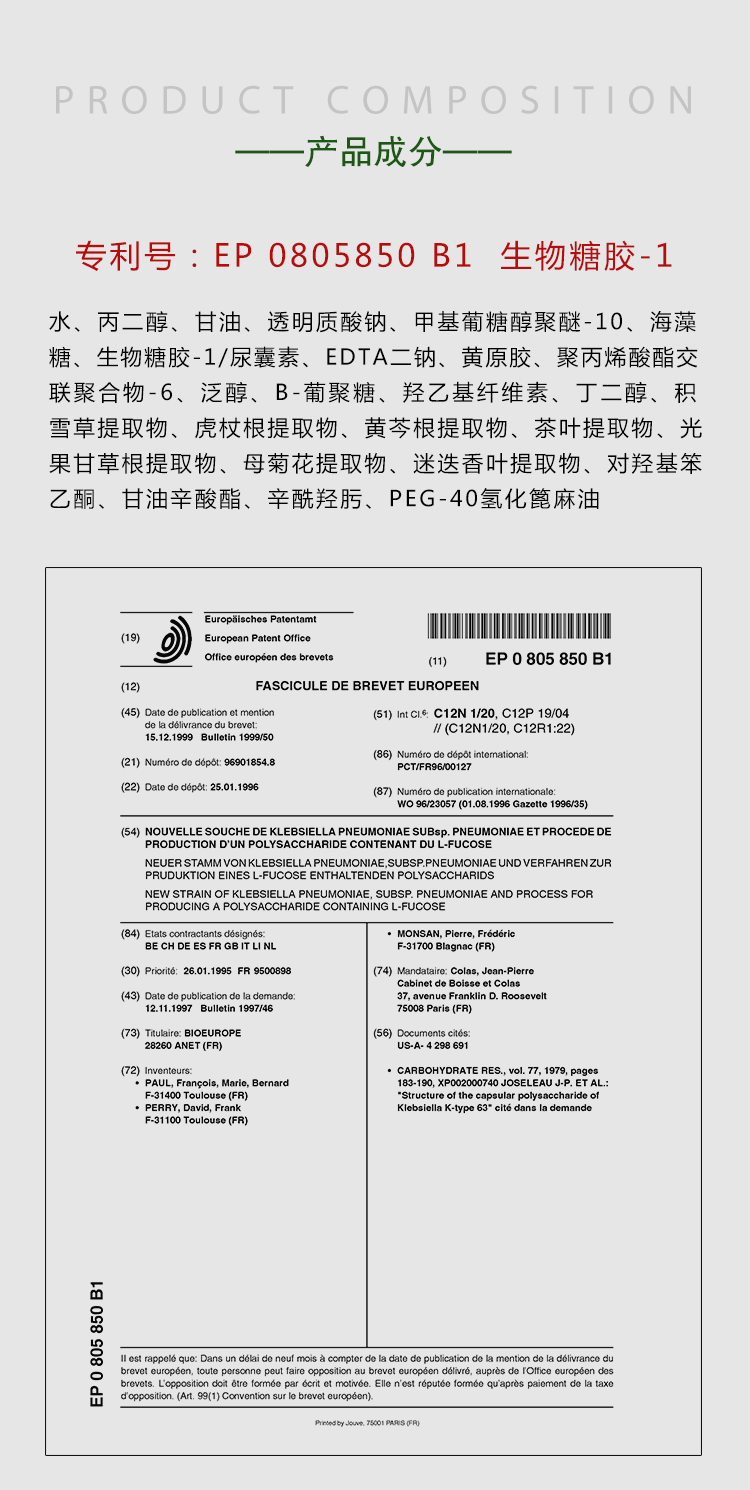 PRODUCT COMPOSITION
——产品成分——
专利号：EP 0805850 B1 生物糖胶-1
水、丙二醇、甘油、透明质酸钠、甲基葡糖醇聚醚-10、海藻
糖、生物糖胶-1/尿囊素、EDTA二钠、黄原胶、聚丙烯酸酯交
联聚合物-6、泛醇、B-葡聚糖、羟乙基纤维素、丁二醇、积
雪草提取物、虎杖根提取物、黄芩根提取物、茶叶提取物、光
果甘草根提取物、母菊花提取物、迷迭香叶提取物、对羟基笨
乙酮、甘油辛酸酯、辛酰羟肟、PEG-40氢化篦麻油
(19)
Europäisches Patentamt
European Patent Office
Office européen des brevets
(11) EP 0 805 850 B1
(12) FASCICULE DE BREVET EUROPEEN
(45) Date de publication et mention
de la délivrance du brevet:
15.12.1999 Bulletin 1999/50
(21) Numéro de dépôt: 96901854.8
(22) Date de dépôt: 25.01.1996
(51) Int Cl.6: C12N 1/20, C12P 19/04
// (C12N1/20, C12R1:22)
(86) Numéro de dépôt international:
PCT/FR96/00127
(87) Numéro de publication internationale:
WO 96/23057 (01.08.1996 Gazette 1996/35)
(54) NOUVELLE SOUCHE DE KLEBSIELLA PNEUMONIAE SUBsp. PNEUMONIAE ET PROCEDE DE
PRODUCTION D'UN POLYSACCHARIDE CONTENANT DU L-FUCOSE
NEUER STAMM VON KLEBSIELLA PNEUMONIAE,SUBSP.PNEUMONIAE UND VERFAHREN ZUR
PRUDUKTION EINES L-FUCOSE ENTHALTENDEN POLYSACCHARIDS
NEW STRAIN OF KLEBSIELLA PNEUMONIAE, SUBSP. PNEUMONIAE AND PROCESS FOR
PRODUCING A POLYSACCHARIDE CONTAINING L-FUCOSE
(84) Etats contractants désignés:
BE CH DE ES FR GB IT LI NL
(30) Priorité: 26.01.1995 FR 9500898
(43) Date de publication de la demande:
12.11.1997 Bulletin 1997/46
(73) Titulaire: BIOEUROPE
28260 ANET (FR)
(72) Inventeurs:
• PAUL, François, Marie, Bernard
F-31400 Toulouse (FR)
• PERRY, David, Frank
F-31100 Toulouse (FR)
• MONSAN, Pierre, Frédéric
F-31700 Blagnac (FR)
(74) Mandataire: Colas, Jean-Pierre
Cabinet de Boisse et Colas
37, avenue Franklin D. Roosevelt
75008 Paris (FR)
(56) Documents cités:
US-A- 4 298 691
• CARBOHYDRATE RES., vol. 77, 1979, pages
183-190, XP002000740 JOSELEAU J-P. ET AL.:
"Structure of the capsular polysaccharide of
Klebsiella K-type 63" cité dans la demande
EP 0 805 850 B1
Il est rappelé que: Dans un délai de neuf mois à compter de la date de publication de la mention de la délivrance du
brevet européen, toute personne peut faire opposition au brevet européen délivré, auprès de l'Office européen des
brevets. L'opposition doit être formée par écrit et motivée. Elle n'est réputée formée qu'après paiement de la taxe
d'opposition. (Art. 99(1) Convention sur le brevet européen).
Printed by Jouve, 75001 PARIS (FR)